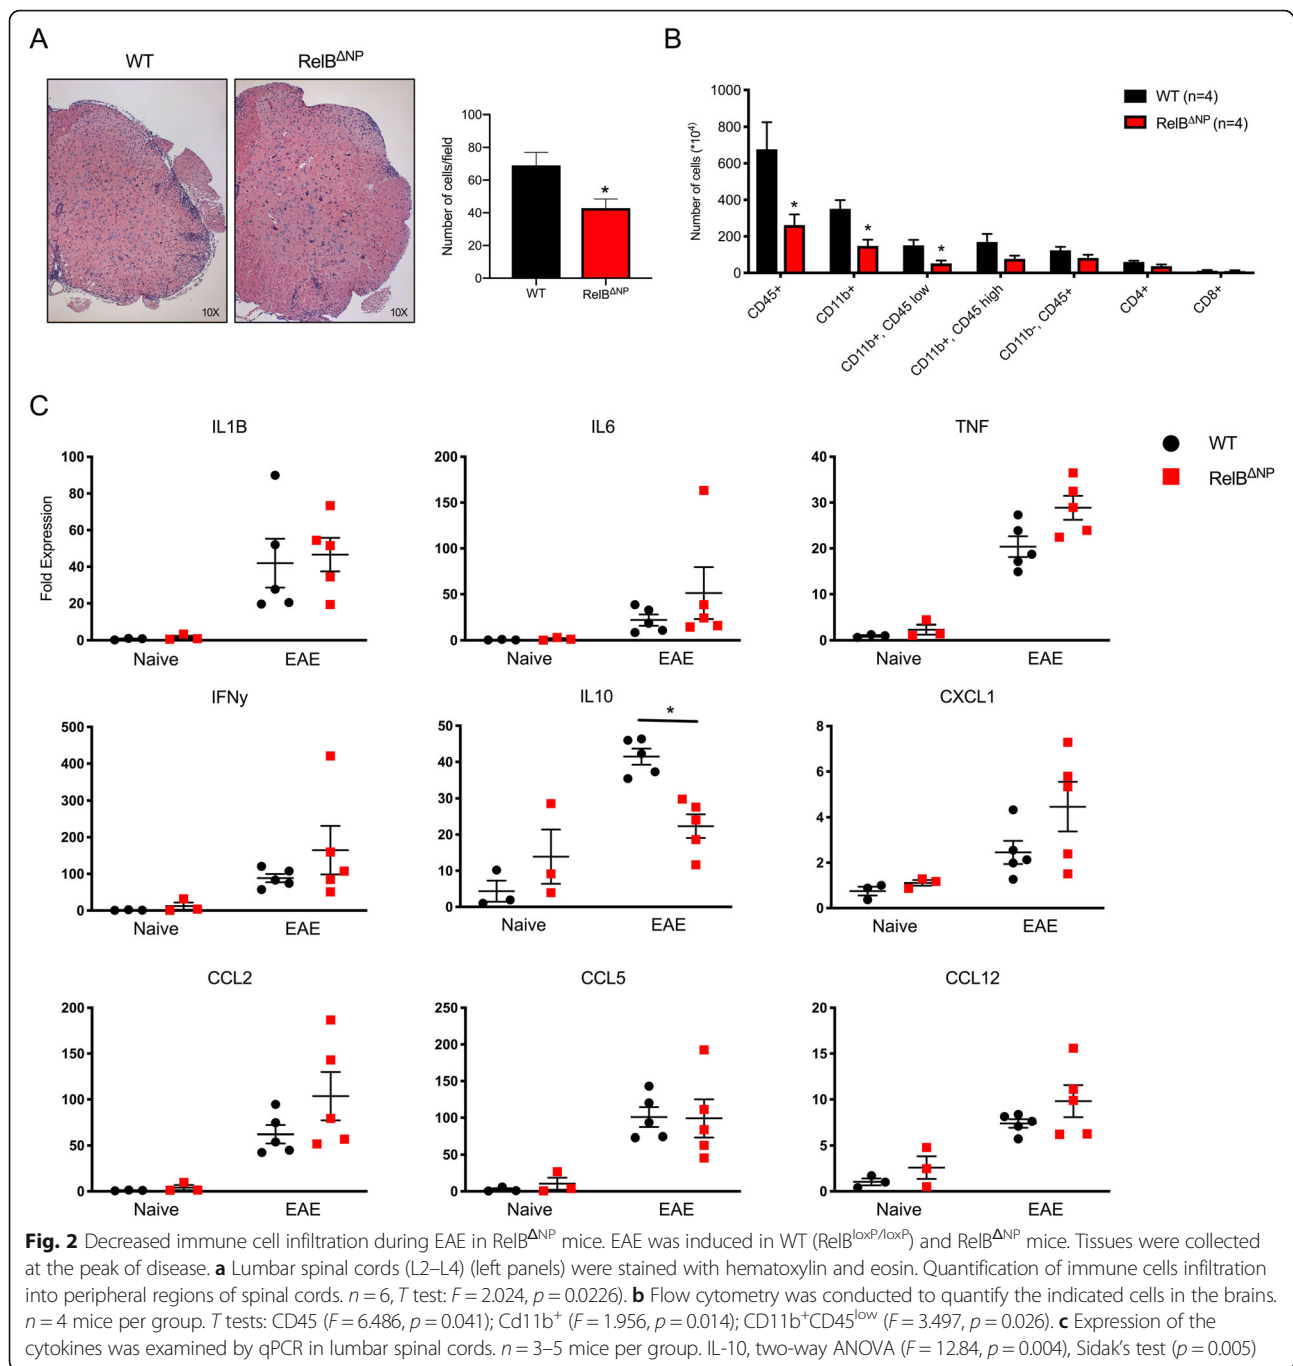 A
WT
RelB^ΔNP
10X
10X
Number of cells/field
100
80
60
40
20
0
*
WT
RelB^ΔNP
B
WT (n=4)
RelB^ΔNP (n=4)
Number of cells (*10⁴)
1000
800
600
400
200
0
*
*
*
CD45+
CD11b+
CD11b+, CD45 low
CD11b+, CD45 high
CD11b-, CD45+
CD4+
CD8+
C
WT
RelB^ΔNP
IL1B
Fold Expression
100
80
60
40
20
0
Naive EAE
IL6
200
150
100
50
0
Naive EAE
TNF
40
30
20
10
0
Naive EAE
IFNy
500
400
300
200
100
0
Naive EAE
IL10
50
40
30
20
10
0
*
Naive EAE
CXCL1
8
6
4
2
0
Naive EAE
CCL2
200
150
100
50
0
Naive EAE
CCL5
250
200
150
100
50
0
Naive EAE
CCL12
20
15
10
5
0
Naive EAE
Fig. 2 Decreased immune cell infiltration during EAE in RelB^ΔNP mice. EAE was induced in WT (RelB^loxP/loxP) and RelB^ΔNP mice. Tissues were collected
at the peak of disease. a Lumbar spinal cords (L2–L4) (left panels) were stained with hematoxylin and eosin. Quantification of immune cells infiltration
into peripheral regions of spinal cords. n = 6, T test: F = 2.024, p = 0.0226). b Flow cytometry was conducted to quantify the indicated cells in the brains.
n = 4 mice per group. T tests: CD45 (F = 6.486, p = 0.041); Cd11b⁺ (F = 1.956, p = 0.014); CD11b⁺CD45^low (F = 3.497, p = 0.026). c Expression of the
cytokines was examined by qPCR in lumbar spinal cords. n = 3–5 mice per group. IL-10, two-way ANOVA (F = 12.84, p = 0.004), Sidak's test (p = 0.005)